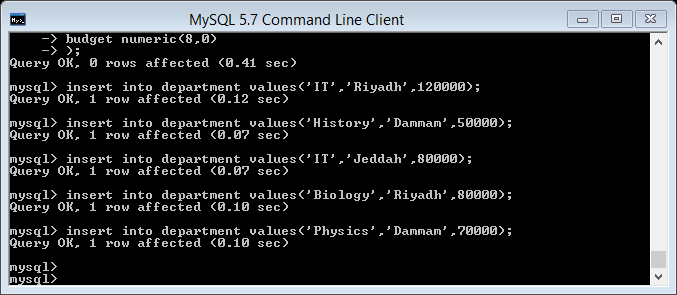 MySQL 5.7 Command Line Client
    -> budget numeric(8,0)
    -> );
Query OK, 0 rows affected (0.41 sec)
mysql> insert into department values('IT','Riyadh',120000);
Query OK, 1 row affected (0.12 sec)
mysql> insert into department values('History','Dammam',50000);
Query OK, 1 row affected (0.07 sec)
mysql> insert into department values('IT','Jeddah',80000);
Query OK, 1 row affected (0.07 sec)
mysql> insert into department values('Biology','Riyadh',80000);
Query OK, 1 row affected (0.10 sec)
mysql> insert into department values('Physics','Dammam',70000);
Query OK, 1 row affected (0.10 sec)
mysql>
mysql>